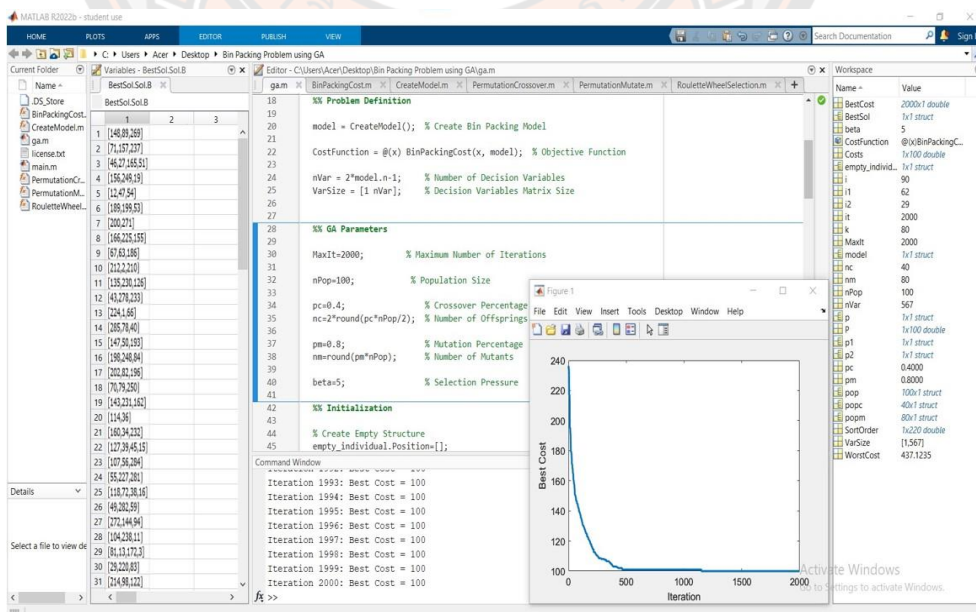 MATLAB R2022b - student use
HOME PLOTS APPS EDITOR PUBLISH VIEW
Search Documentation
Sign
C: Users Acer Desktop Bin Packing Problem using GA
Current Folder
Name
.DS_Store
BinPackingCost.
CreateModel.m
ga.m
license.txt
main.m
PermutationCr...
PermutationM...
RouletteWheel...
Details
Select a file to view de
Variables - BestSol.Sol.B
BestSol.Sol.B
BestSol.Sol.B
1 2 3
1 [148,89,269]
2 [71,157,237]
3 [46,27,165,51]
4 [156,249,19]
5 [12,47,54]
6 [189,199,53]
7 [200,271]
8 [166,225,155]
9 [67,63,186]
10 [212,2,210]
11 [135,230,126]
12 [43,278,233]
13 [224,1,66]
14 [285,78,40]
15 [147,50,193]
16 [198,248,84]
17 [202,82,196]
18 [70,79,250]
19 [143,231,162]
20 [114,36]
21 [160,34,232]
22 [127,39,45,15]
23 [107,56,284]
24 [55,227,281]
25 [118,72,38,16]
26 [49,282,59]
27 [272,144,94]
28 [104,238,11]
29 [81,13,172,3]
30 [29,220,83]
31 [214,98,122]
Editor - C:\Users\Acer\Desktop\Bin Packing Problem using GA\ga.m
ga.m BinPackingCost.m CreateModel.m PermutationCrossover.m PermutationMutate.m RouletteWheelSelection.m
18 %% Problem Definition
19
20 model = CreateModel(); % Create Bin Packing Model
21
22 CostFunction = @(x) BinPackingCost(x, model); % Objective Function
23
24 nVar = 2*model.n-1; % Number of Decision Variables
25 VarSize = [1 nVar]; % Decision Variables Matrix Size
26
27
28 %% GA Parameters
29
30 MaxIt=2000; % Maximum Number of Iterations
31
32 nPop=100; % Population Size
33
34 pc=0.4; % Crossover Percentage
35 nc=2*round(pc*nPop/2); % Number of Offsprings
36
37 pm=0.8; % Mutation Percentage
38 nm=round(pm*nPop); % Number of Mutants
39
40 beta=5; % Selection Pressure
41
42 %% Initialization
43
44 % Create Empty Structure
45 empty_individual.Position=[];
Command Window
Iteration 1993: Best Cost = 100
Iteration 1994: Best Cost = 100
Iteration 1995: Best Cost = 100
Iteration 1996: Best Cost = 100
Iteration 1997: Best Cost = 100
Iteration 1998: Best Cost = 100
Iteration 1999: Best Cost = 100
Iteration 2000: Best Cost = 100
fx >>
Figure 1
File Edit View Insert Tools Desktop Window Help
240
220
200
180
160
140
120
100
0 500 1000 1500 2000
Best Cost
Iteration
Workspace
Name Value
BestCost 2000x1 double
BestSol 1x1 struct
beta 5
CostFunction @(x)BinPackingC...
Costs 1x100 double
empty_individ... 1x1 struct
i 90
i1 62
i2 29
it 2000
k 80
MaxIt 2000
model 1x1 struct
nc 40
nm 80
nPop 100
nVar 567
p 1x1 struct
P 1x100 double
p1 1x1 struct
p2 1x1 struct
pc 0.4000
pm 0.8000
pop 100x1 struct
popc 40x1 struct
popm 80x1 struct
SortOrder 1x220 double
VarSize [1,567]
WorstCost 437.1235
Activate Windows
Go to Settings to activate Windows.